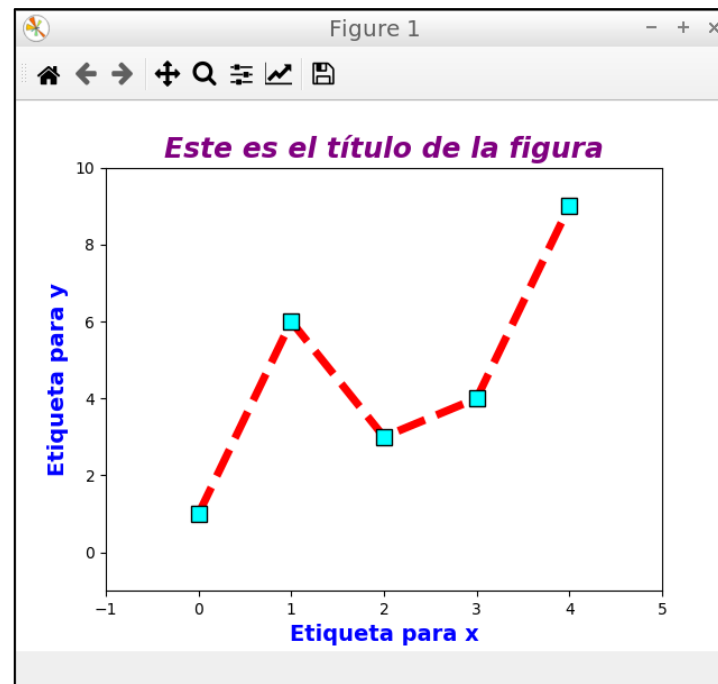 Figure 1
Este es el título de la figura
10
8
6
4
2
0
Etiqueta para y
−1 0 1 2 3 4 5
Etiqueta para x